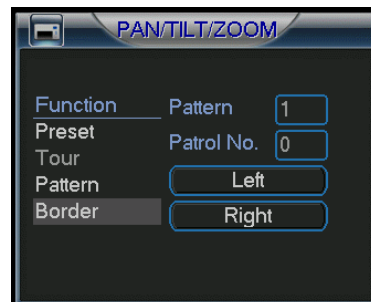 PAN/TILT/ZOOM
Function
Preset
Tour
Pattern
Border
Pattern 1
Patrol No. 0
Left
Right